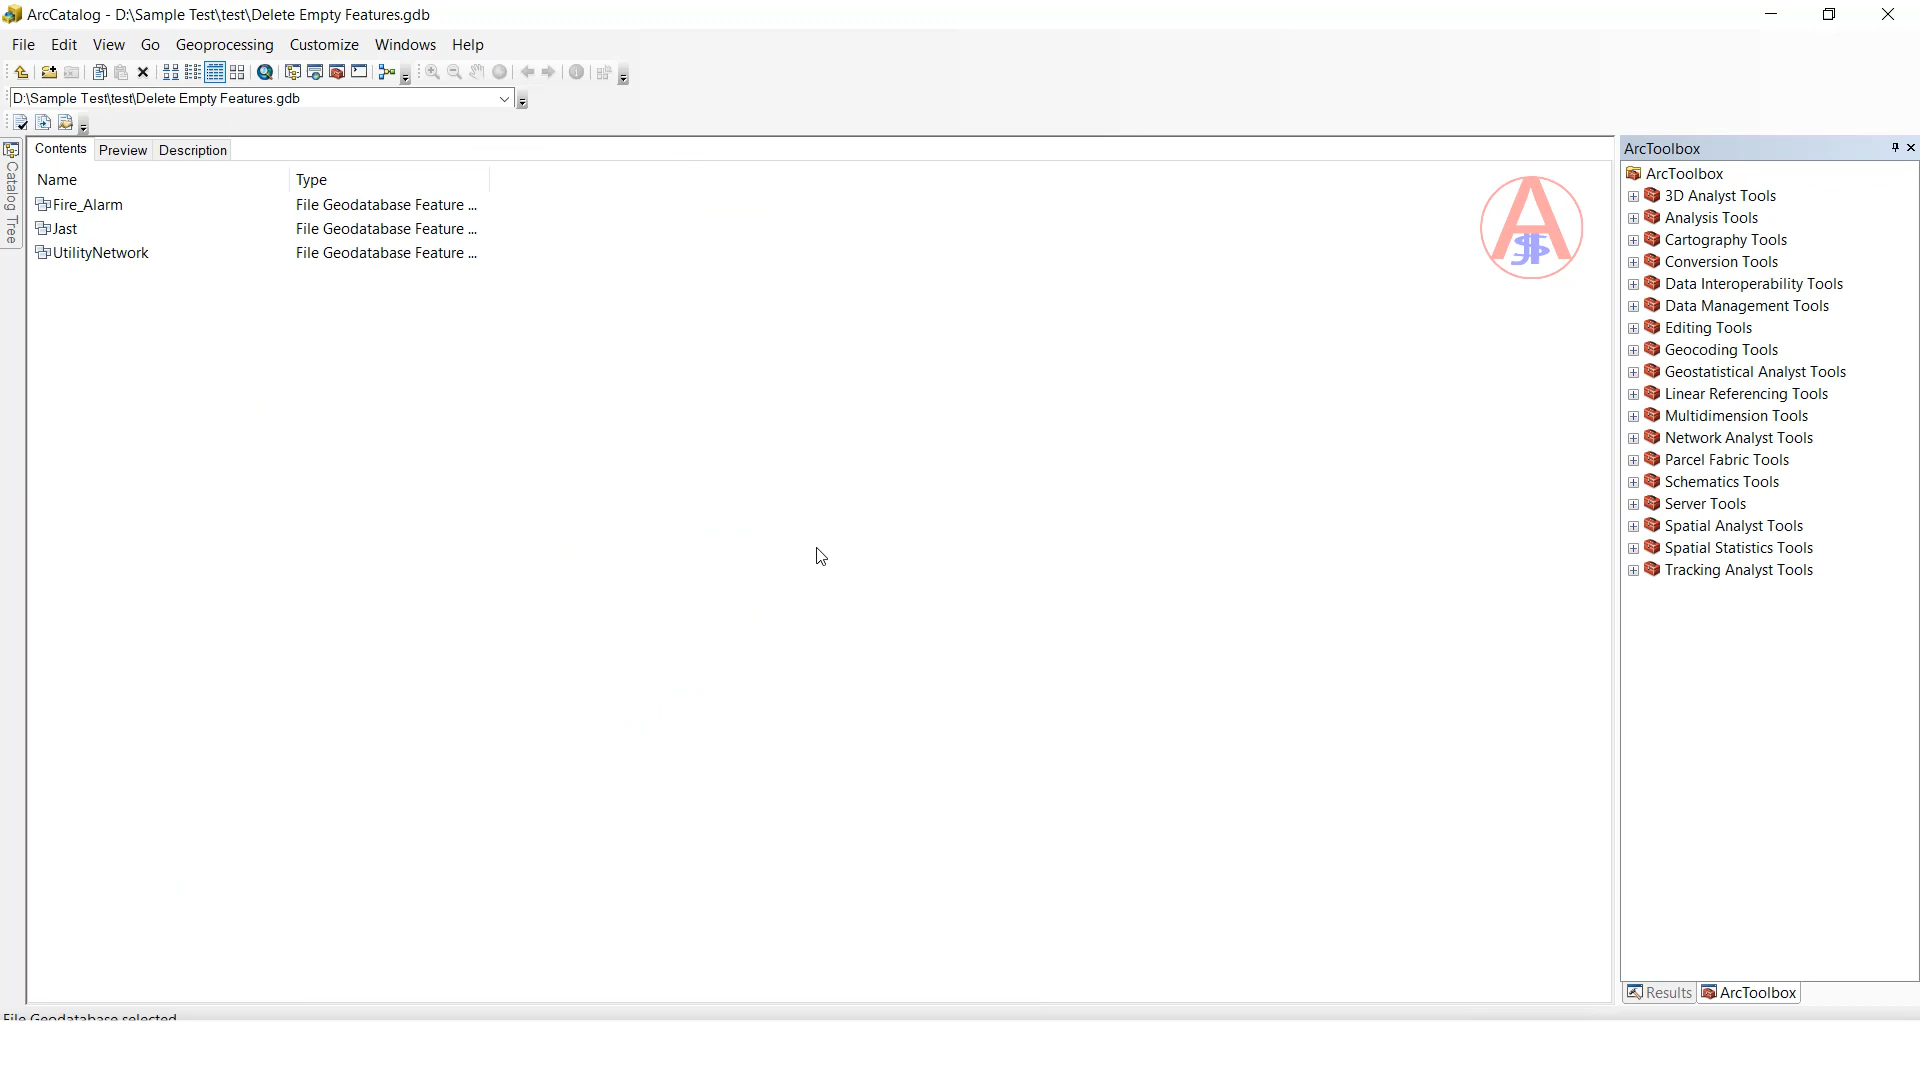 ArcCatalog - D:\Sample Test\test\Delete Empty Features.gdb
File Edit View Go Geoprocessing Customize Windows Help
D:\Sample Test\test\Delete Empty Features.gdb
Catalog Tree
Contents Preview Description
Name Type
Fire_Alarm File Geodatabase Feature ...
Jast File Geodatabase Feature ...
UtilityNetwork File Geodatabase Feature ...
ArcToolbox
ArcToolbox
3D Analyst Tools
Analysis Tools
Cartography Tools
Conversion Tools
Data Interoperability Tools
Data Management Tools
Editing Tools
Geocoding Tools
Geostatistical Analyst Tools
Linear Referencing Tools
Multidimension Tools
Network Analyst Tools
Parcel Fabric Tools
Schematics Tools
Server Tools
Spatial Analyst Tools
Spatial Statistics Tools
Tracking Analyst Tools
Results ArcToolbox
File Geodatabase selected